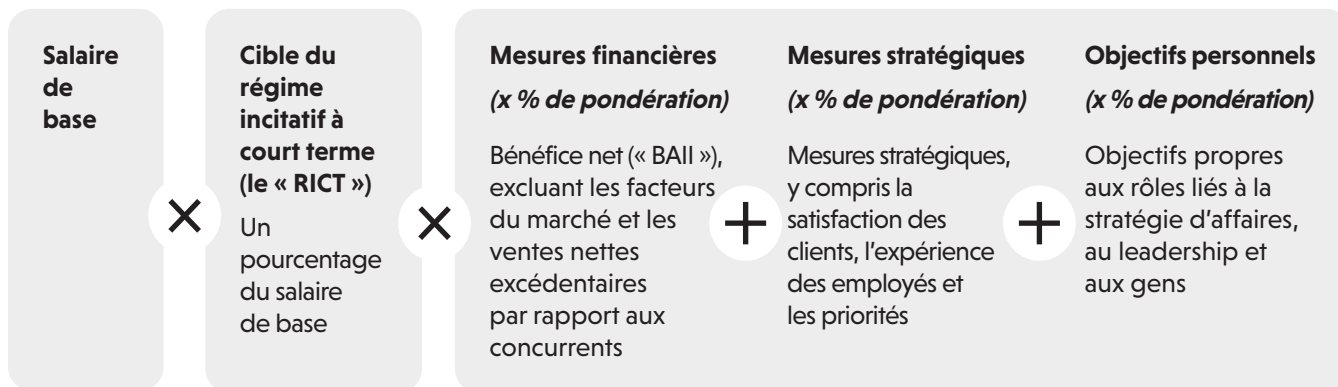 Salaire
de
base
×
Cible du
régime
incitatif à
court terme
(le « RICT »)
Un
pourcentage
du salaire
de base
×
Mesures financières
(x % de pondération)
Bénéfice net (« BAII »),
excluant les facteurs
du marché et les
ventes nettes
excédentaires
par rapport aux
concurrents
+
Mesures stratégiques
(x % de pondération)
Mesures stratégiques,
y compris la
satisfaction des
clients, l’expérience
des employés et
les priorités
+
Objectifs personnels
(x % de pondération)
Objectifs propres
aux rôles liés à la
stratégie d’affaires,
au leadership et
aux gens